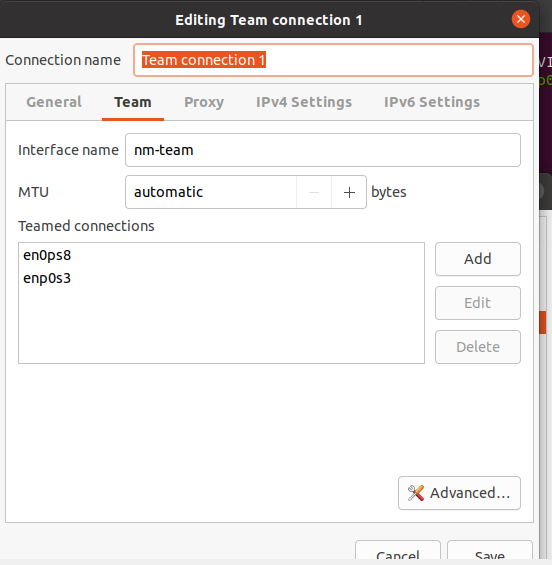 Editing Team connection 1
Connection name Team connection 1
General Team Proxy IPv4 Settings IPv6 Settings
Interface name nm-team
MTU automatic − + bytes
Teamed connections
en0ps8 Add
enp0s3
Edit
Delete
Advanced...
Cancel Save